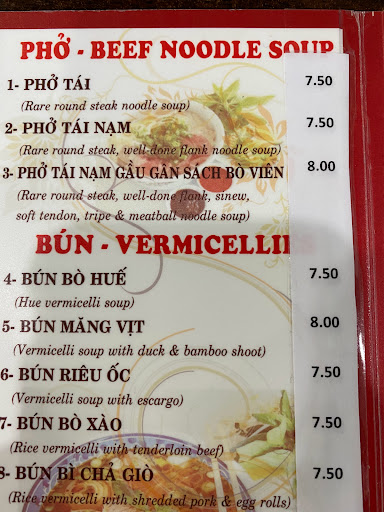 PHỞ - BEEF NOODLE SOUP
1- PHỞ TÁI 7.50
(Rare round steak noodle soup)
2- PHỞ TÁI NẠM 7.50
(Rare round steak, well-done flank noodle soup)
3- PHỞ TÁI NẠM GẦU GÂN SÁCH BÒ VIÊN 8.00
(Rare round steak, well-done flank, sinew,
soft tendon, tripe & meatball noodle soup)
BÚN - VERMICELLI
4- BÚN BÒ HUẾ 7.50
(Hue vermicelli soup)
5- BÚN MĂNG VỊT 8.00
(Vermicelli soup with duck & bamboo shoot)
6- BÚN RIÊU ỐC 7.50
(Vermicelli soup with escargo)
7- BÚN BÒ XÀO 7.50
(Rice vermicelli with tenderloin beef)
8- BÚN BÌ CHẢ GIÒ 7.50
(Rice vermicelli with shredded pork & egg rolls)